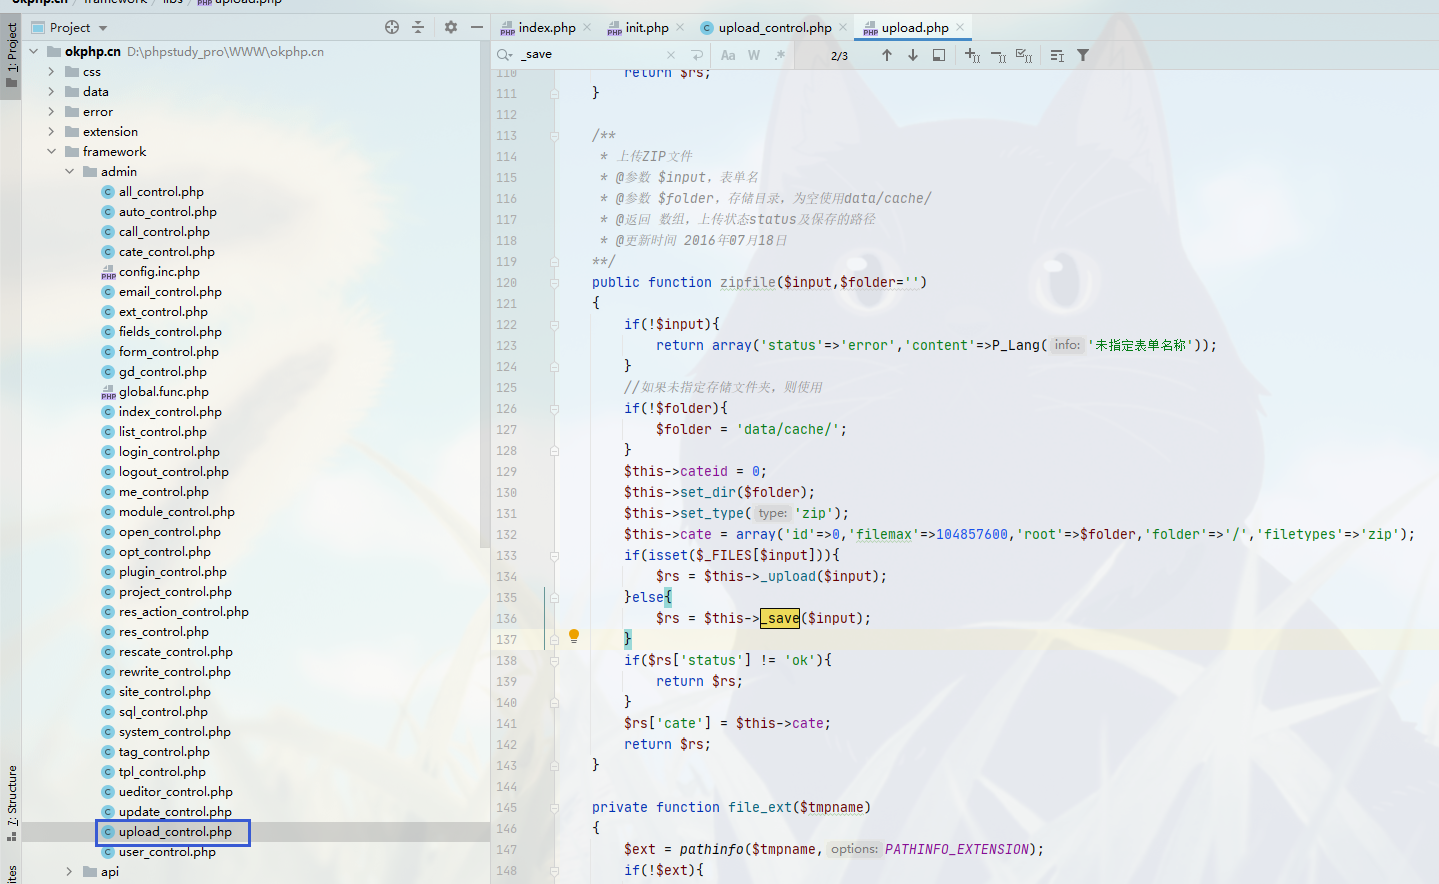 okphp.cn framework libs upload.php
Project
index.php
init.php
upload_control.php
upload.php
1: Project
okphp.cn D:\phpstudy_pro\WWW\okphp.cn
css
data
error
extension
framework
admin
all_control.php
auto_control.php
call_control.php
cate_control.php
config.inc.php
email_control.php
ext_control.php
fields_control.php
form_control.php
gd_control.php
global.func.php
index_control.php
list_control.php
login_control.php
logout_control.php
me_control.php
module_control.php
open_control.php
opt_control.php
plugin_control.php
project_control.php
res_action_control.php
res_control.php
rescate_control.php
rewrite_control.php
site_control.php
sql_control.php
system_control.php
tag_control.php
tpl_control.php
ueditor_control.php
update_control.php
upload_control.php
user_control.php
api
7: Structure
_save
Aa W .* 2/3
110 return $rs;
111 }
112
113 /**
114 * 上传ZIP文件
115 * @参数 $input，表单名
116 * @参数 $folder，存储目录，为空使用data/cache/
117 * @返回 数组，上传状态status及保存的路径
118 * @更新时间 2016年07月18日
119 **/
120 public function zipfile($input,$folder='')
121 {
122 if(!$input){
123 return array('status'=>'error','content'=>P_Lang( info: '未指定表单名称'));
124 }
125 //如果未指定存储文件夹，则使用
126 if(!$folder){
127 $folder = 'data/cache/';
128 }
129 $this->cateid = 0;
130 $this->set_dir($folder);
131 $this->set_type( type: 'zip');
132 $this->cate = array('id'=>0,'filemax'=>104857600,'root'=>$folder,'folder'=>'/','filetypes'=>'zip');
133 if(isset($_FILES[$input])){
134 $rs = $this->_upload($input);
135 }else{
136 $rs = $this->_save($input);
137 }
138 if($rs['status'] != 'ok'){
139 return $rs;
140 }
141 $rs['cate'] = $this->cate;
142 return $rs;
143 }
144
145 private function file_ext($tmpname)
146 {
147 $ext = pathinfo($tmpname, options: PATHINFO_EXTENSION);
148 if(!$ext){